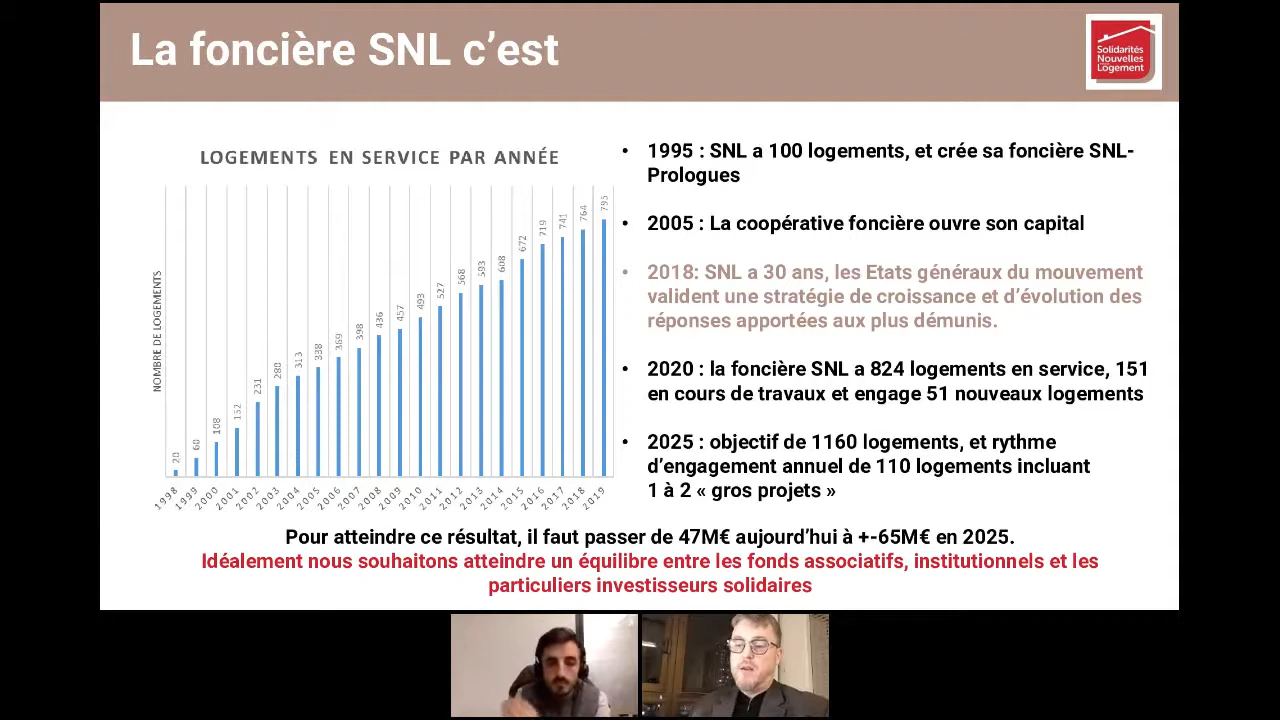 La foncière SNL c’est
Solidarités
Nouvelles
Logement
LOGEMENTS EN SERVICE PAR ANNÉE
NOMBRE DE LOGEMENTS
20
60
108
152
231
280
313
338
369
398
436
457
493
527
568
593
608
672
719
741
764
795
1998
1999
2000
2001
2002
2003
2004
2005
2006
2007
2008
2009
2010
2011
2012
2013
2014
2015
2016
2017
2018
2019
• 1995 : SNL a 100 logements, et crée sa foncière SNL-
Prologues
• 2005 : La coopérative foncière ouvre son capital
• 2018: SNL a 30 ans, les Etats généraux du mouvement
valident une stratégie de croissance et d’évolution des
réponses apportées aux plus démunis.
• 2020 : la foncière SNL a 824 logements en service, 151
en cours de travaux et engage 51 nouveaux logements
• 2025 : objectif de 1160 logements, et rythme
d’engagement annuel de 110 logements incluant
1 à 2 « gros projets »
Pour atteindre ce résultat, il faut passer de 47M€ aujourd’hui à +-65M€ en 2025.
Idéalement nous souhaitons atteindre un équilibre entre les fonds associatifs, institutionnels et les
particuliers investisseurs solidaires